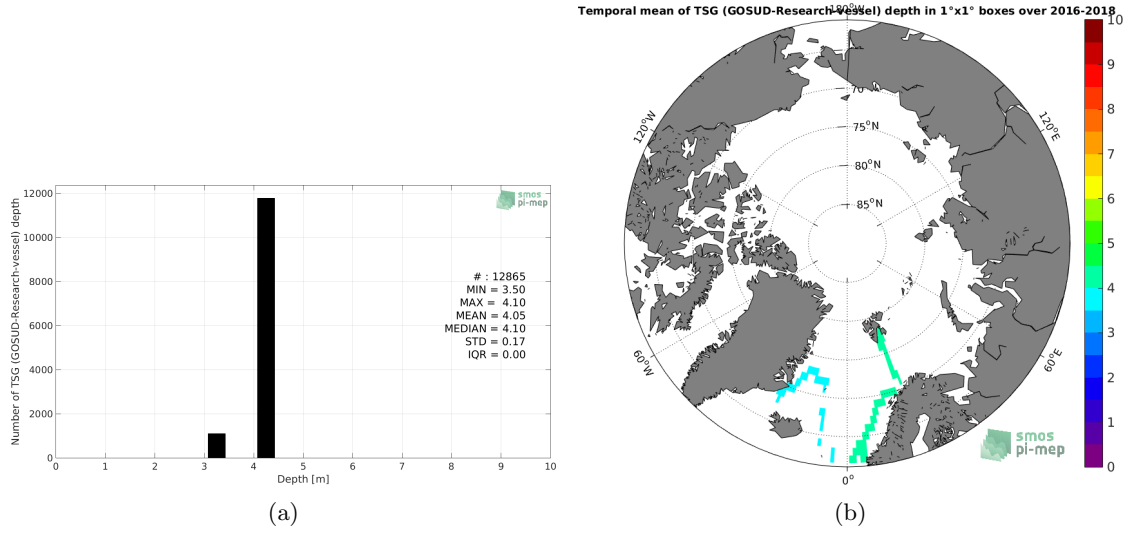 Temporal mean of TSG (GOSUD-Research-vessel) depth in 1°x1° boxes over 2016-2018
Number of TSG (GOSUD-Research-vessel) depth
12000
10000
8000
6000
4000
2000
0
0 1 2 3 4 5 6 7 8 9 10
Depth [m]
smos
pi-mep
# : 12865
MIN = 3.50
MAX = 4.10
MEAN = 4.05
MEDIAN = 4.10
STD = 0.17
IQR = 0.00
(a)
180°W
120°W
120°E
70
75°N
80°N
85°N
60°W
60°E
0°
smos
pi-mep
10
9
8
7
6
5
4
3
2
1
0
(b)